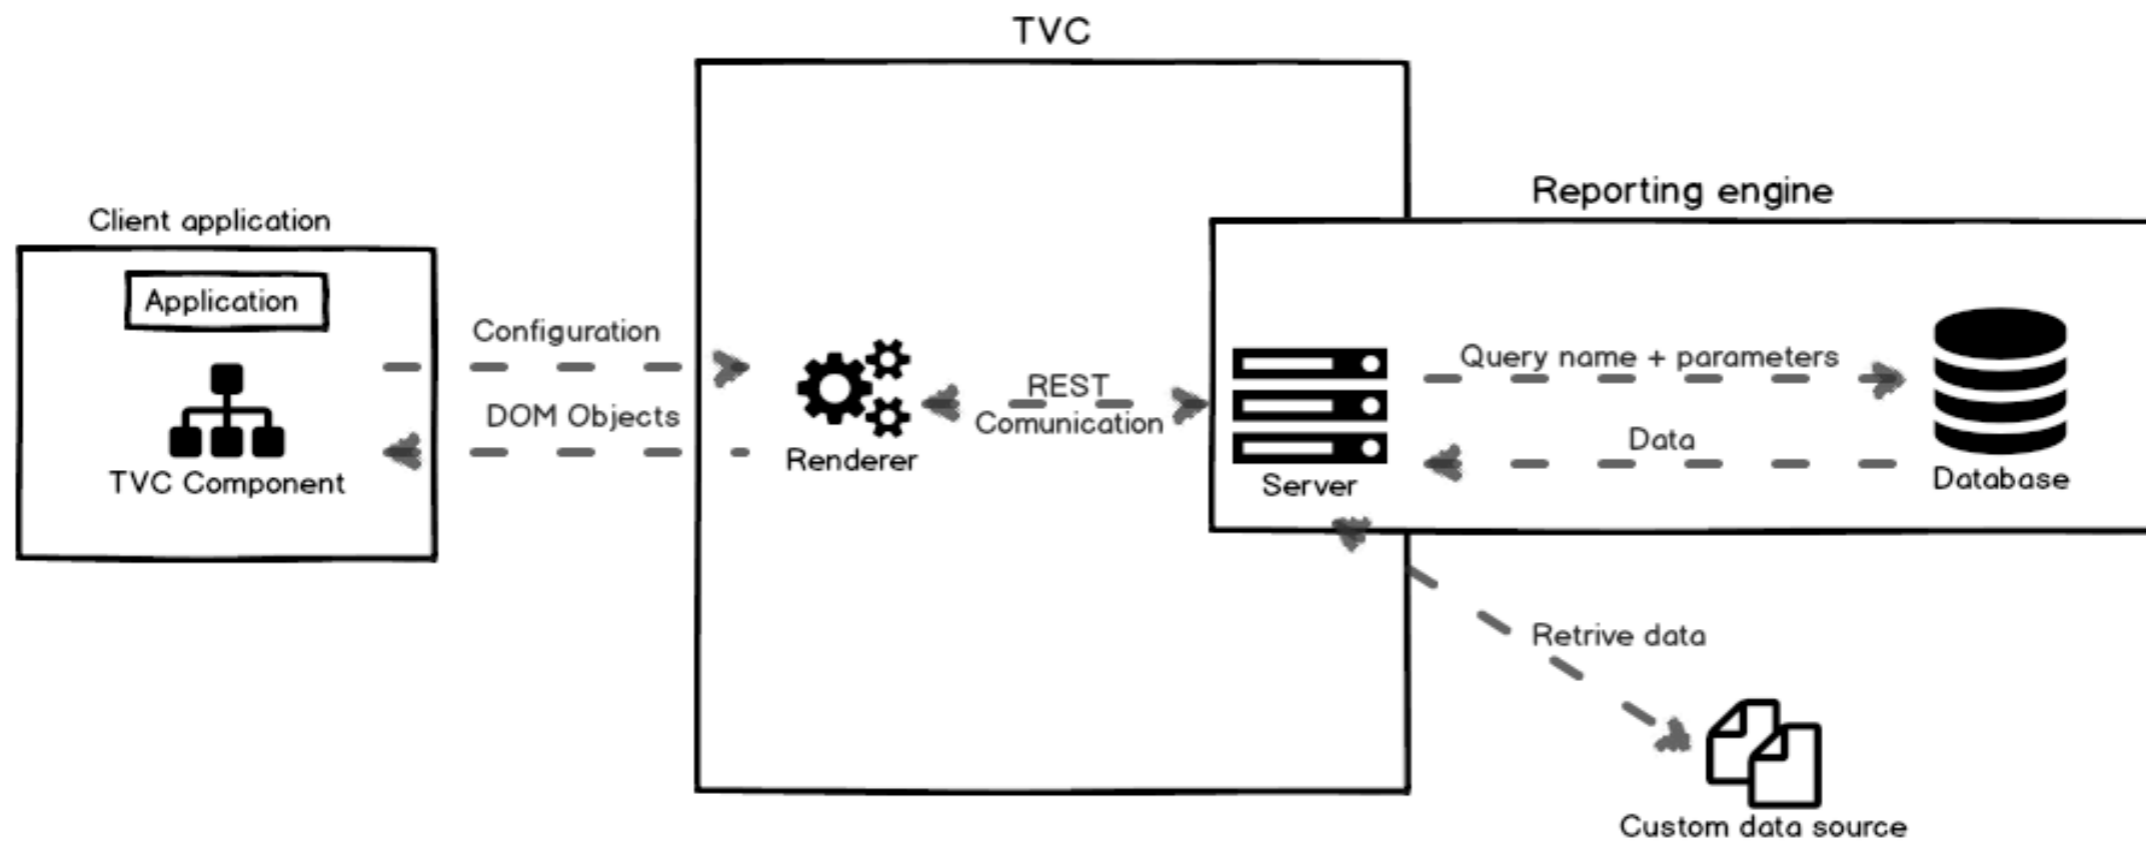 TVC
Reporting engine
Client application
Application
TVC Component
Configuration
DOM Objects
Renderer
REST
Comunication
Server
Query name + parameters
Data
Database
Retrive data
Custom data source